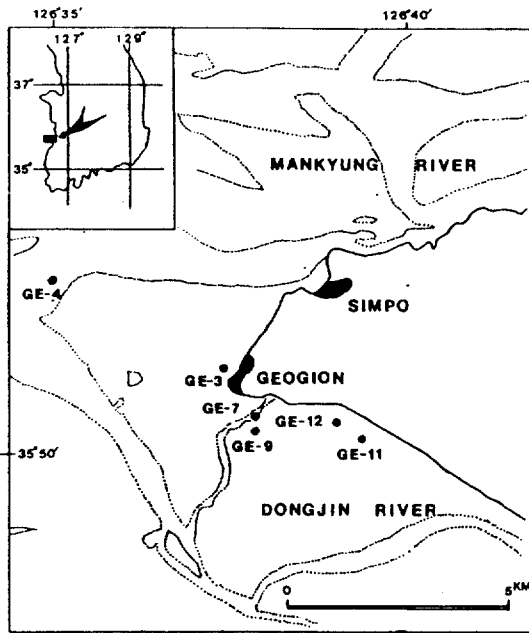 126°35'
126°40'
127°
129°
37°
35°
MANKYUNG RIVER
GE-4
SIMPO
GE-3
GEOGION
GE-7
GE-12
GE-9
GE-11
35°50'
DONGJIN RIVER
0
5KM